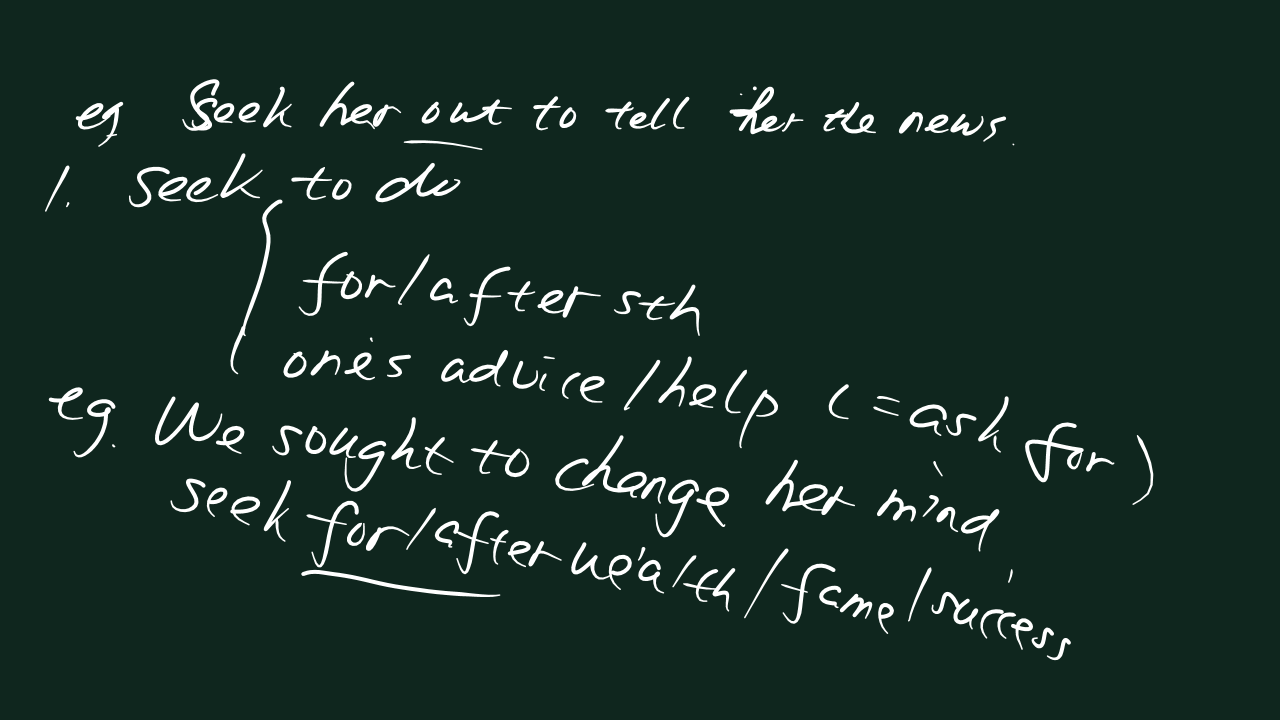 eg Seek her out to tell her the news.
1. seek to do
for/after sth
one's advice/help (=ask for)
eg. We sought to change her mind
seek for/after wealth/fame/success